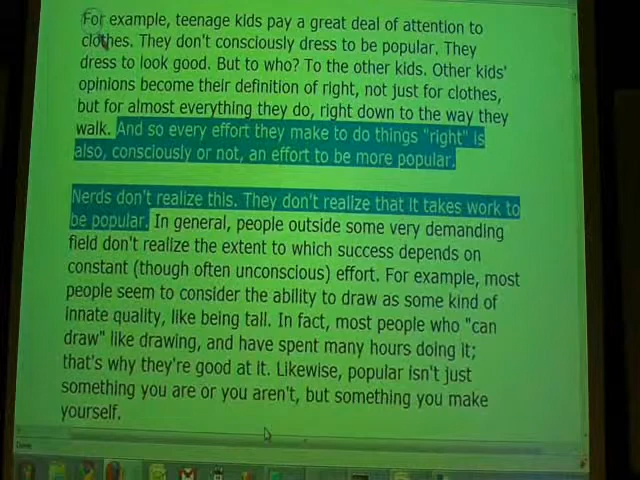 For example, teenage kids pay a great deal of attention to
clothes. They don't consciously dress to be popular. They
dress to look good. But to who? To the other kids. Other kids'
opinions become their definition of right, not just for clothes,
but for almost everything they do, right down to the way they
walk. And so every effort they make to do things "right" is
also, consciously or not, an effort to be more popular.
Nerds don't realize this. They don't realize that it takes work to
be popular. In general, people outside some very demanding
field don't realize the extent to which success depends on
constant (though often unconscious) effort. For example, most
people seem to consider the ability to draw as some kind of
innate quality, like being tall. In fact, most people who "can
draw" like drawing, and have spent many hours doing it;
that's why they're good at it. Likewise, popular isn't just
something you are or you aren't, but something you make
yourself.
Done